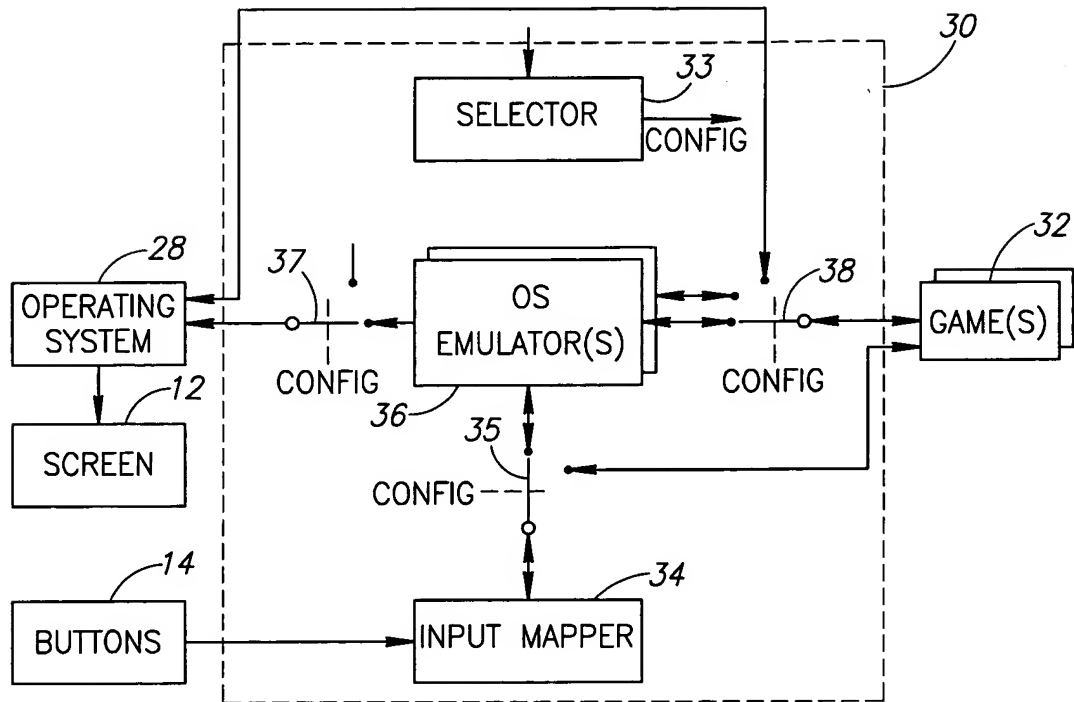 30
33
SELECTOR
CONFIG
28
OPERATING
SYSTEM
37
CONFIG
OS
EMULATOR(S)
36
38
CONFIG
32
GAME(S)
12
SCREEN
35
CONFIG
14
BUTTONS
34
INPUT MAPPER